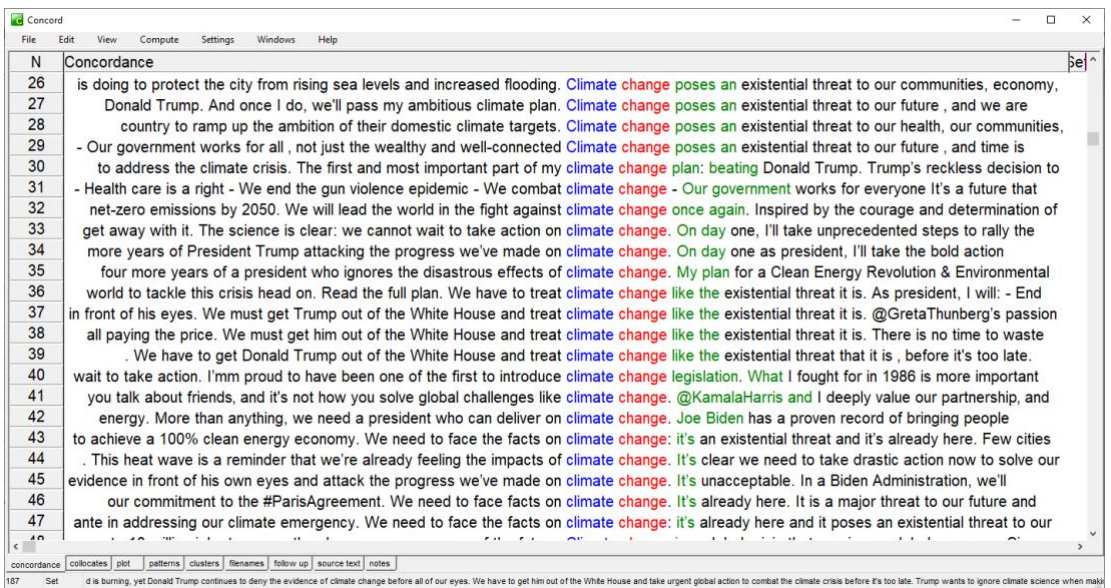 Concord
File Edit View Compute Settings Windows Help
N Concordance Set
26 is doing to protect the city from rising sea levels and increased flooding. Climate change poses an existential threat to our communities, economy,
27 Donald Trump. And once I do, we'll pass my ambitious climate plan. Climate change poses an existential threat to our future , and we are
28 country to ramp up the ambition of their domestic climate targets. Climate change poses an existential threat to our health, our communities,
29 - Our government works for all , not just the wealthy and well-connected Climate change poses an existential threat to our future , and time is
30 to address the climate crisis. The first and most important part of my climate change plan: beating Donald Trump. Trump's reckless decision to
31 - Health care is a right - We end the gun violence epidemic - We combat climate change - Our government works for everyone It's a future that
32 net-zero emissions by 2050. We will lead the world in the fight against climate change once again. Inspired by the courage and determination of
33 get away with it. The science is clear: we cannot wait to take action on climate change. On day one, I'll take unprecedented steps to rally the
34 more years of President Trump attacking the progress we've made on climate change. On day one as president, I'll take the bold action
35 four more years of a president who ignores the disastrous effects of climate change. My plan for a Clean Energy Revolution & Environmental
36 world to tackle this crisis head on. Read the full plan. We have to treat climate change like the existential threat it is. As president, I will: - End
37 in front of his eyes. We must get Trump out of the White House and treat climate change like the existential threat it is. @GretaThunberg's passion
38 all paying the price. We must get him out of the White House and treat climate change like the existential threat it is. There is no time to waste
39 . We have to get Donald Trump out of the White House and treat climate change like the existential threat that it is , before it's too late.
40 wait to take action. I'mm proud to have been one of the first to introduce climate change legislation. What I fought for in 1986 is more important
41 you talk about friends, and it's not how you solve global challenges like climate change. @KamalaHarris and I deeply value our partnership, and
42 energy. More than anything, we need a president who can deliver on climate change. Joe Biden has a proven record of bringing people
43 to achieve a 100% clean energy economy. We need to face the facts on climate change: it's an existential threat and it's already here. Few cities
44 . This heat wave is a reminder that we're already feeling the impacts of climate change. It's clear we need to take drastic action now to solve our
45 evidence in front of his own eyes and attack the progress we've made on climate change. It's unacceptable. In a Biden Administration, we'll
46 our commitment to the #ParisAgreement. We need to face facts on climate change. It's already here. It is a major threat to our future and
47 ante in addressing our climate emergency. We need to face the facts on climate change: it's already here and it poses an existential threat to our
concordance collocates plot patterns clusters filenames follow up source text notes
187 Set d is burning, yet Donald Trump continues to deny the evidence of climate change before all of our eyes. We have to get him out of the White House and take urgent global action to combat the climate crisis before it's too late. Trump wants to ignore climate science when mak